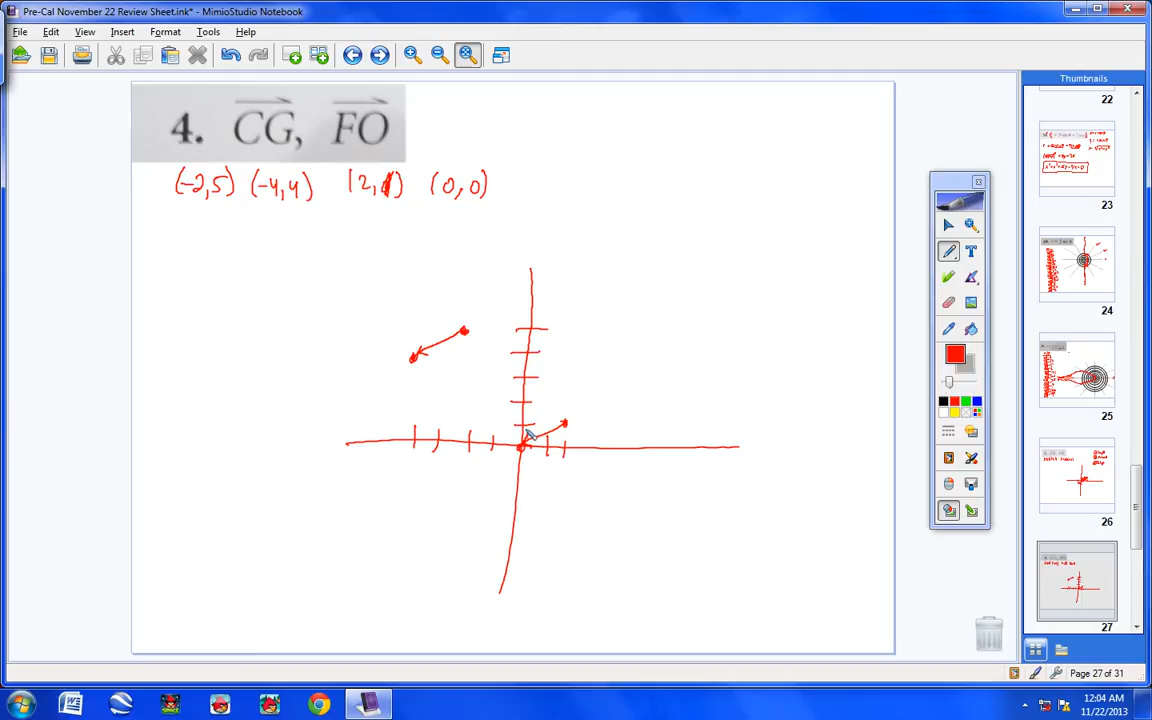 Pre-Cal November 22 Review Sheet.ink* - MimioStudio Notebook
File Edit View Insert Format Tools Help
4. CG, FO
(-2,5) (-4,4) (2,1) (0,0)
T
Thumbnails
22
23
24
25
26
27
Page 27 of 31
12:04 AM
11/22/2013